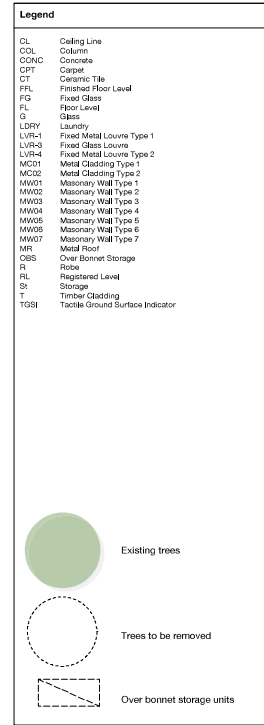 Legend
CL Ceiling Line
COL Column
CONC Concrete
CPT Carpet
CT Ceramic Tile
FFL Finished Floor Level
FG Fixed Glass
FL Floor Level
G Glass
LDRY Laundry
LVR-1 Fixed Metal Louvre Type 1
LVR-3 Fixed Glass Louvre
LVR-4 Fixed Metal Louvre Type 2
MC01 Metal Cladding Type 1
MC02 Metal Cladding Type 2
MW01 Masonary Wall Type 1
MW02 Masonary Wall Type 2
MW03 Masonary Wall Type 3
MW04 Masonary Wall Type 4
MW05 Masonary Wall Type 5
MW06 Masonary Wall Type 6
MW07 Masonary Wall Type 7
MR Metal Roof
OBS Over Bonnet Storage
R Robe
RL Registered Level
St Storage
T Timber Cladding
TGSI Tactile Ground Surface Indicator
Existing trees
Trees to be removed
Over bonnet storage units